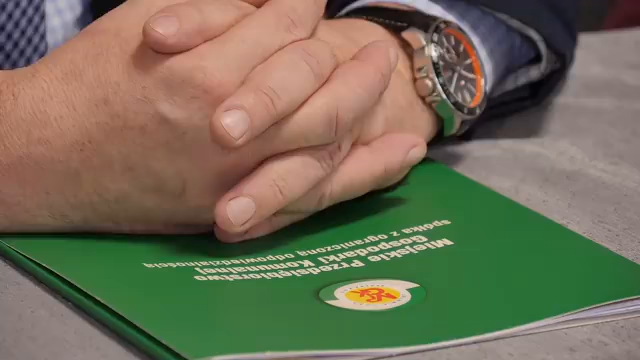 Miejskie Przedsiębiorstwo
Gospodarki Komunalnej
spółka z ograniczoną odpowiedzialnością